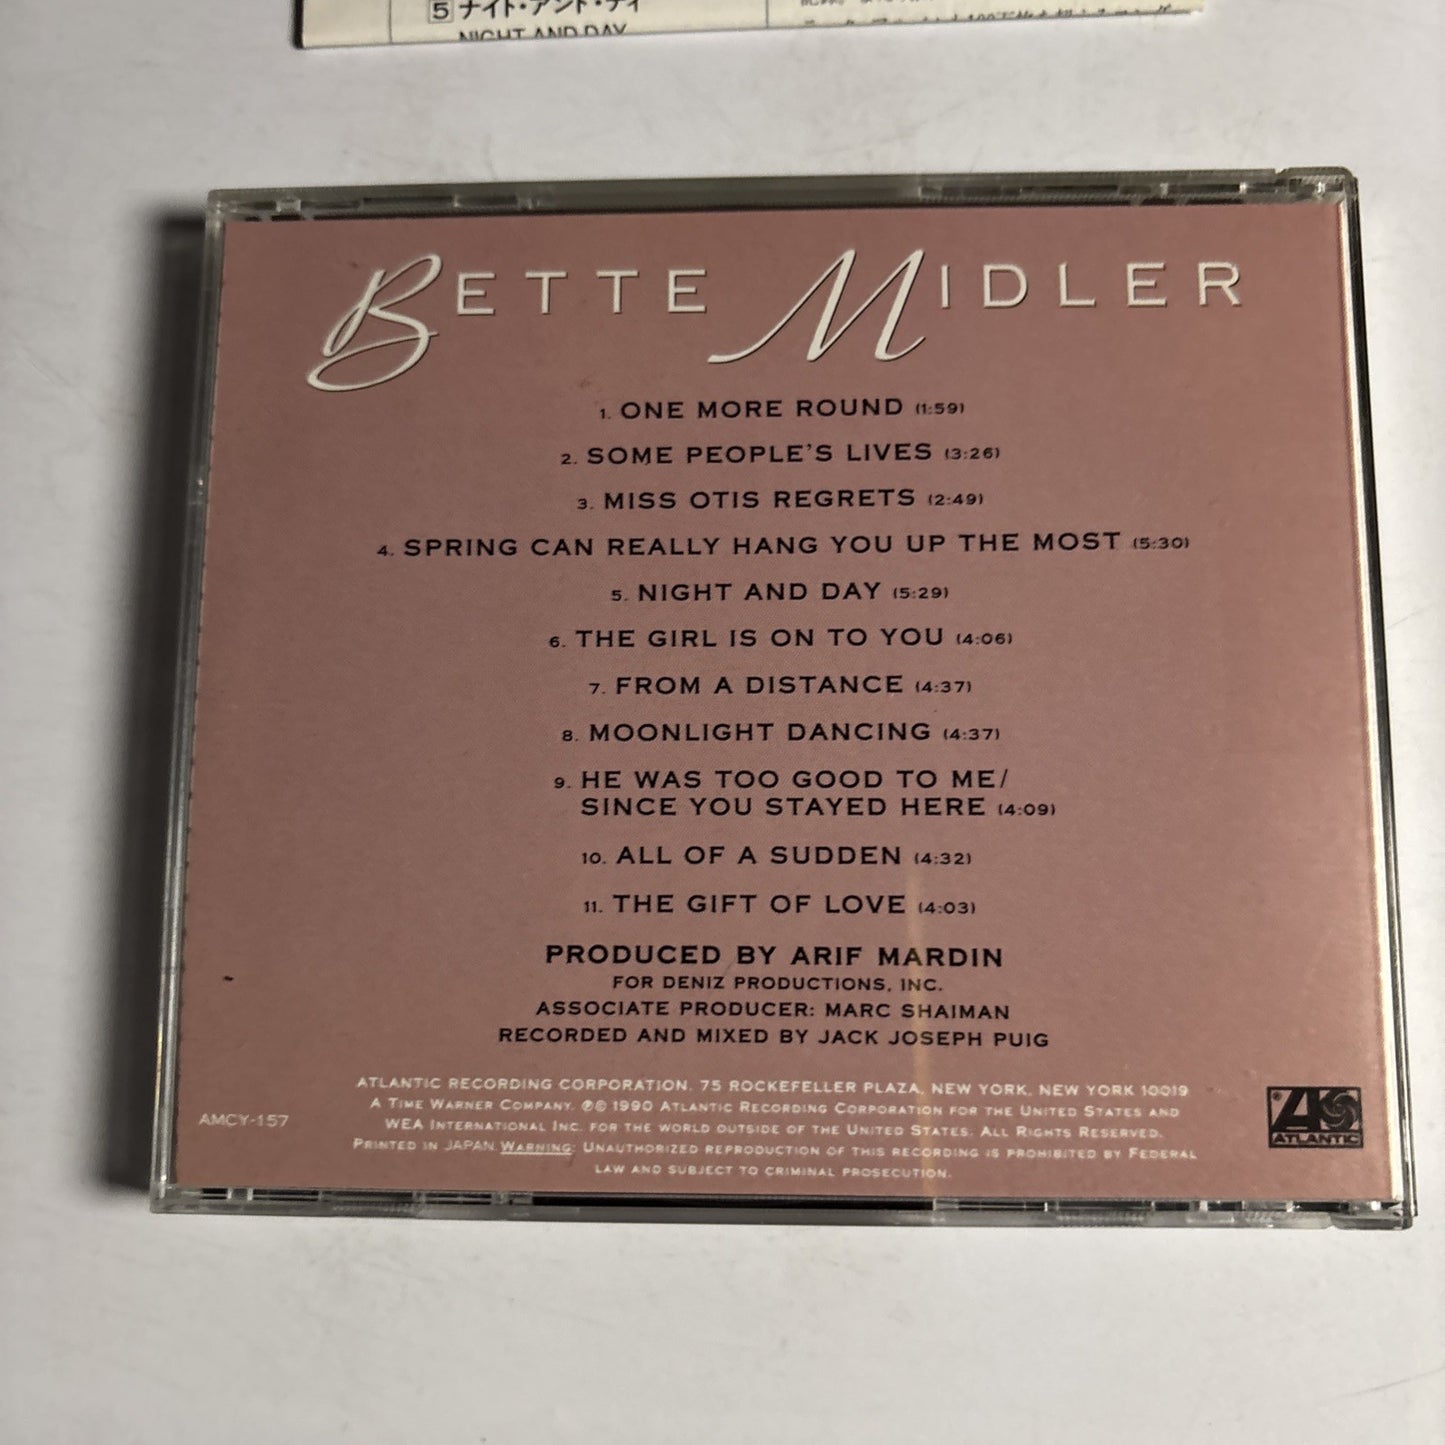 5 ナイト・アンド・デイ
NIGHT AND DAY
BETTE MIDLER
1. ONE MORE ROUND (1:59)
2. SOME PEOPLE'S LIVES (3:26)
3. MISS OTIS REGRETS (2:49)
4. SPRING CAN REALLY HANG YOU UP THE MOST (5:30)
5. NIGHT AND DAY (5:29)
6. THE GIRL IS ON TO YOU (4:06)
7. FROM A DISTANCE (4:37)
8. MOONLIGHT DANCING (4:37)
9. HE WAS TOO GOOD TO ME/
SINCE YOU STAYED HERE (4:09)
10. ALL OF A SUDDEN (4:32)
11. THE GIFT OF LOVE (4:03)
PRODUCED BY ARIF MARDIN
FOR DENIZ PRODUCTIONS, INC.
ASSOCIATE PRODUCER: MARC SHAIMAN
RECORDED AND MIXED BY JACK JOSEPH PUIG
ATLANTIC RECORDING CORPORATION, 75 ROCKEFELLER PLAZA, NEW YORK, NEW YORK 10019
A TIME WARNER COMPANY. ℗© 1990 ATLANTIC RECORDING CORPORATION FOR THE UNITED STATES AND
WEA INTERNATIONAL INC. FOR THE WORLD OUTSIDE OF THE UNITED STATES. ALL RIGHTS RESERVED.
PRINTED IN JAPAN. WARNING: UNAUTHORIZED REPRODUCTION OF THIS RECORDING IS PROHIBITED BY FEDERAL
LAW AND SUBJECT TO CRIMINAL PROSECUTION.
AMCY-157
ATLANTIC